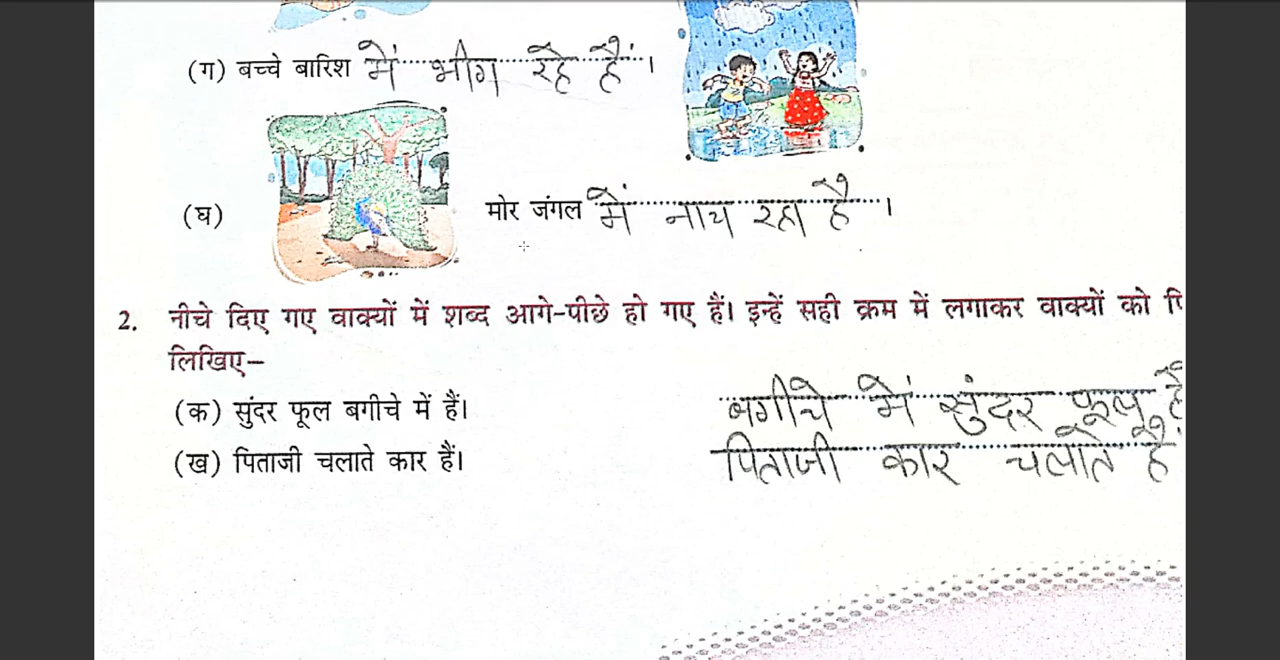 (ग) बच्चे बारिश में भीग रहे हैं।
(घ) मोर जंगल में नाच रहा है।
2. नीचे दिए गए वाक्यों में शब्द आगे-पीछे हो गए हैं। इन्हें सही क्रम में लगाकर वाक्यों को
लिखिए–
(क) सुंदर फूल बगीचे में हैं। बगीचे में सुंदर फूल हैं
(ख) पिताजी चलाते कार हैं। पिताजी कार चलाते हैं